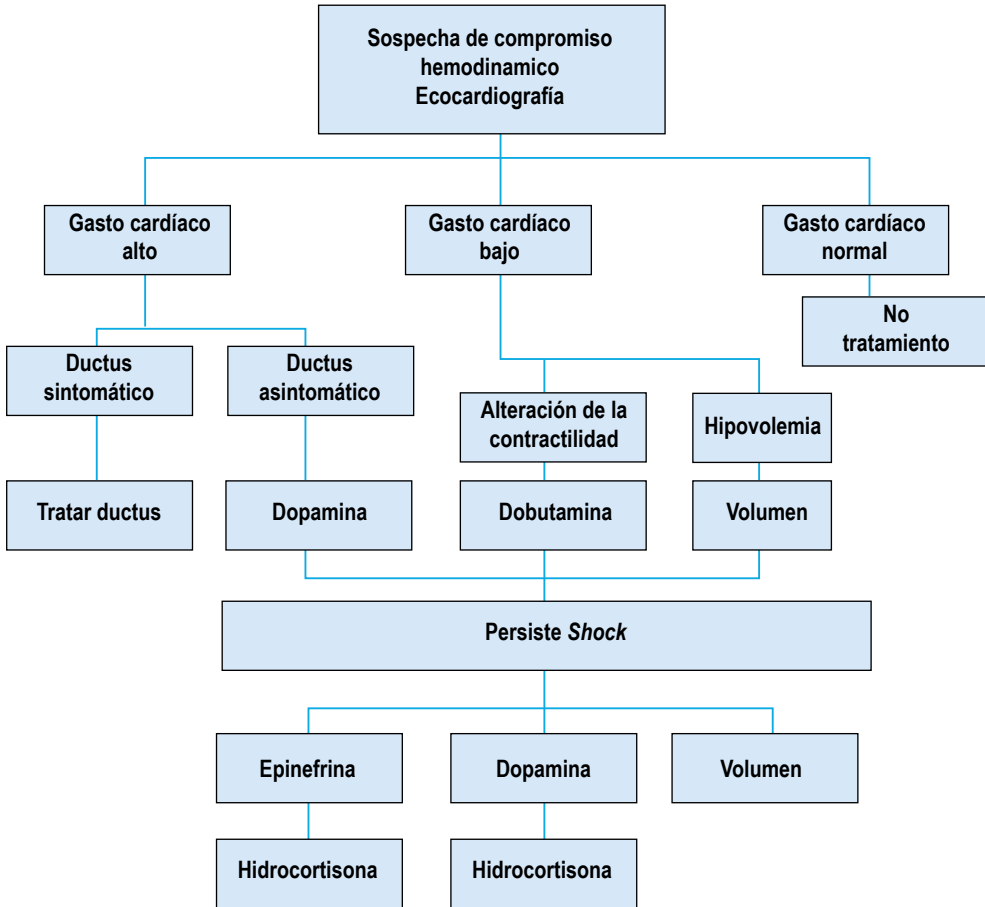 Sospecha de compromiso
hemodinamico
Ecocardiografía
Gasto cardíaco
alto
Gasto cardíaco
bajo
Gasto cardíaco
normal
No
tratamiento
Ductus
sintomático
Ductus
asintomático
Alteración de la
contractilidad
Hipovolemia
Tratar ductus
Dopamina
Dobutamina
Volumen
Persiste Shock
Epinefrina
Dopamina
Volumen
Hidrocortisona
Hidrocortisona